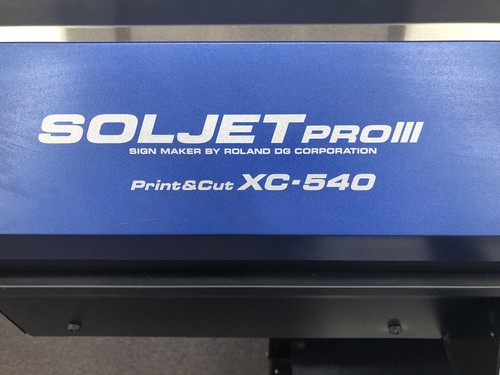 SOLJET PROIII
SIGN MAKER BY ROLAND DG CORPORATION
Print&Cut XC-540